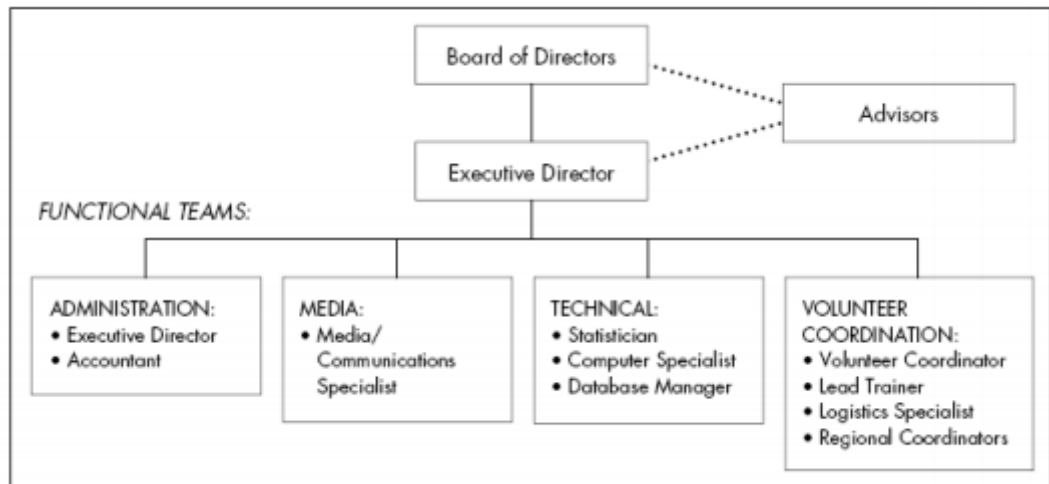 Board of Directors
Advisors
Executive Director
FUNCTIONAL TEAMS:
ADMINISTRATION:
• Executive Director
• Accountant
MEDIA:
• Media/
Communications
Specialist
TECHNICAL:
• Statistician
• Computer Specialist
• Database Manager
VOLUNTEER
COORDINATION:
• Volunteer Coordinator
• Lead Trainer
• Logistics Specialist
• Regional Coordinators